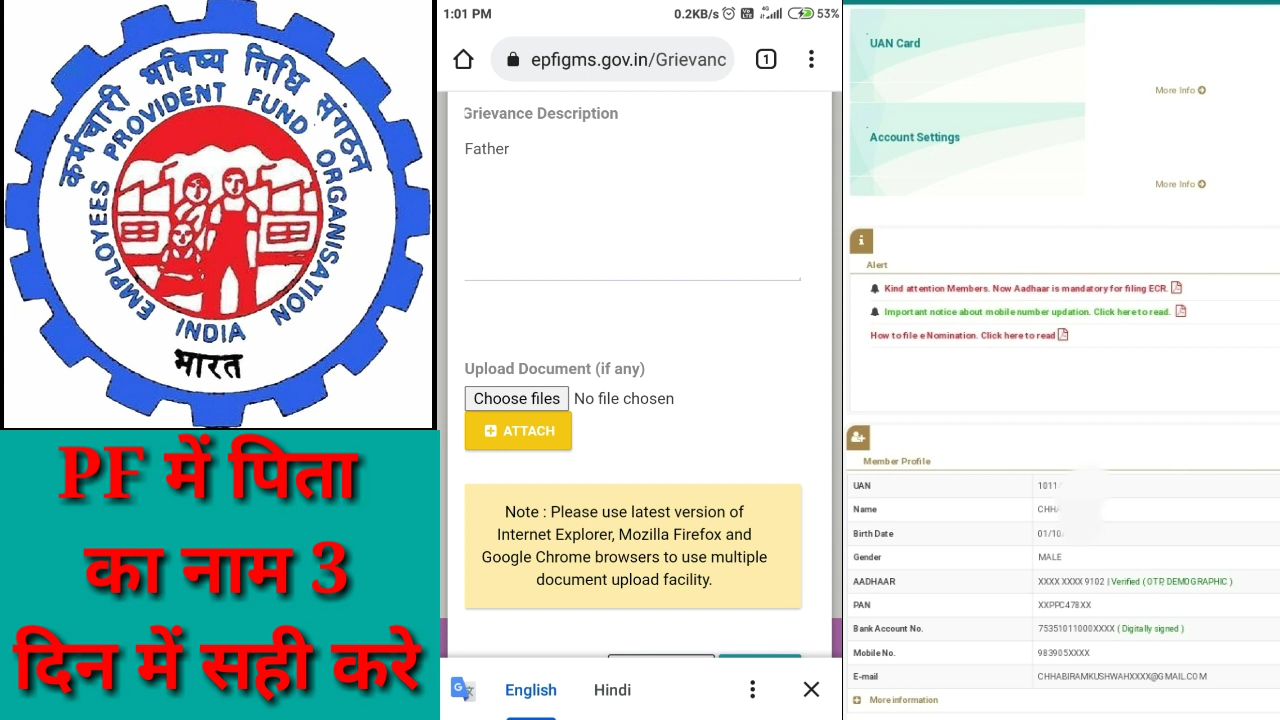 कर्मचारी भविष्य निधि संगठन
EMPLOYEES PROVIDENT FUND ORGANISATION
INDIA
भारत
PF में पिता
का नाम 3
दिन में सही करे
1:01 PM
0.2KB/s 4G 53%
epfigms.gov.in/Grievanc
1
Grievance Description
Father
Upload Document (if any)
Choose files No file chosen
ATTACH
Note : Please use latest version of
Internet Explorer, Mozilla Firefox and
Google Chrome browsers to use multiple
document upload facility.
English Hindi
UAN Card
More Info
Account Settings
More Info
Alert
Kind attention Members. Now Aadhaar is mandatory for filing ECR.
Important notice about mobile number updation. Click here to read.
How to file e Nomination. Click here to read
Member Profile
UAN 1011
Name CHHA
Birth Date 01/10
Gender MALE
AADHAAR XXXX XXXX 9102 | Verified ( OTP, DEMOGRAPHIC )
PAN XXPPC478XX
Bank Account No. 75351011000XXXX ( Digitally signed )
Mobile No. 983905XXXX
E-mail CHHABIRAMKUSHWAHXXXX@GMAIL.COM
More information